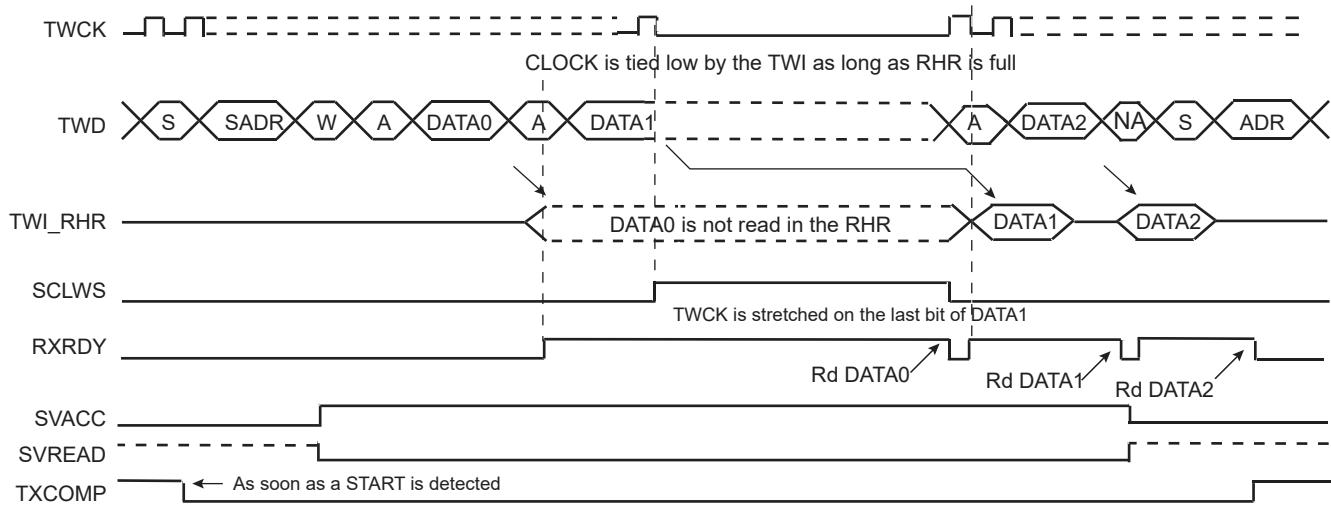 TWCK
CLOCK is tied low by the TWI as long as RHR is full
TWD S SADR W A DATA0 A DATA1 A DATA2 NA S ADR
TWI_RHR DATA0 is not read in the RHR DATA1 DATA2
SCLWS
TWCK is stretched on the last bit of DATA1
RXRDY
Rd DATA0 Rd DATA1 Rd DATA2
SVACC
SVREAD
TXCOMP As soon as a START is detected